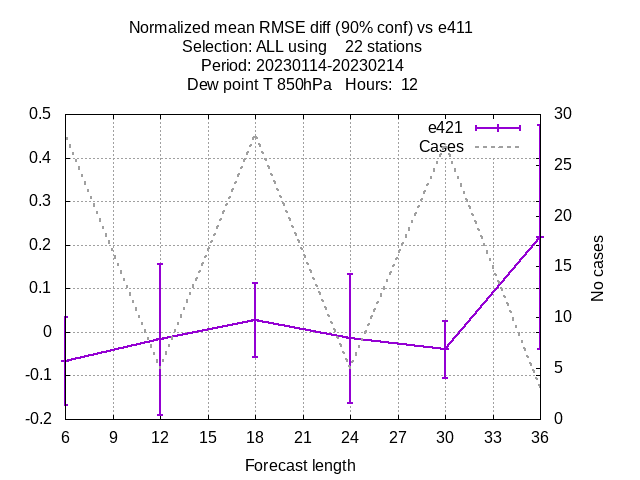 Normalized mean RMSE diff (90% conf) vs e411
Selection: ALL using    22 stations
Period: 20230114-20230214
Dew point T 850hPa   Hours:  12
0.5
0.4
0.3
0.2
0.1
0
-0.1
-0.2
30
25
20
15
10
5
0
e421
Cases
No cases
6 9 12 15 18 21 24 27 30 33 36
Forecast length